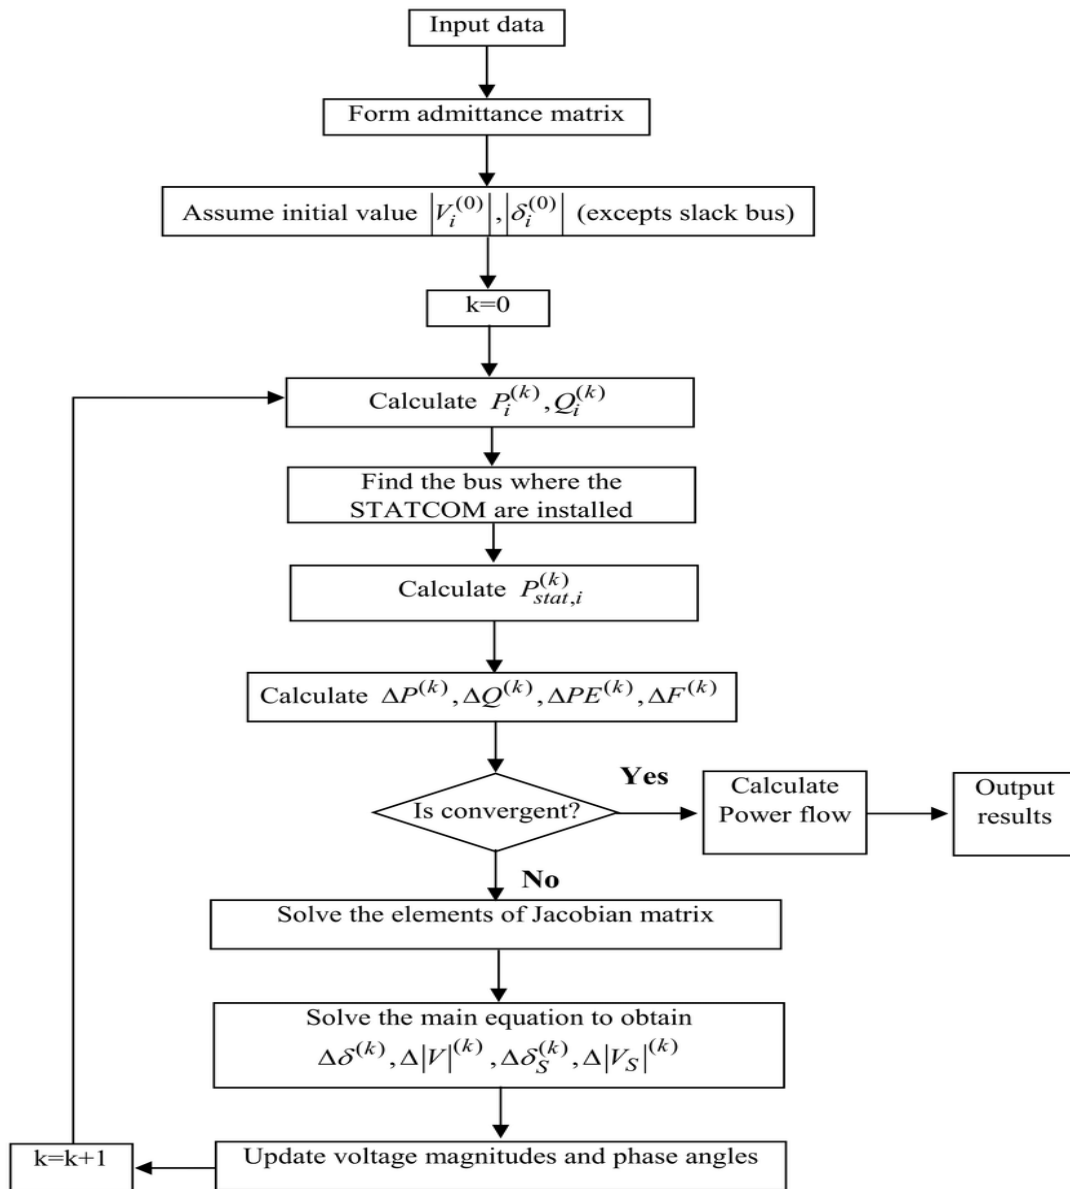 Input data
Form admittance matrix
Assume initial value |V_i^{(0)}|, |δ_i^{(0)}| (excepts slack bus)
k=0
Calculate P_i^{(k)}, Q_i^{(k)}
Find the bus where the
STATCOM are installed
Calculate P_{stat,i}^{(k)}
Calculate ΔP^{(k)}, ΔQ^{(k)}, ΔPE^{(k)}, ΔF^{(k)}
Is convergent?
Yes
Calculate
Power flow
Output
results
No
Solve the elements of Jacobian matrix
Solve the main equation to obtain
Δδ^{(k)}, Δ|V|^{(k)}, Δδ_S^{(k)}, Δ|V_S|^{(k)}
Update voltage magnitudes and phase angles
k=k+1